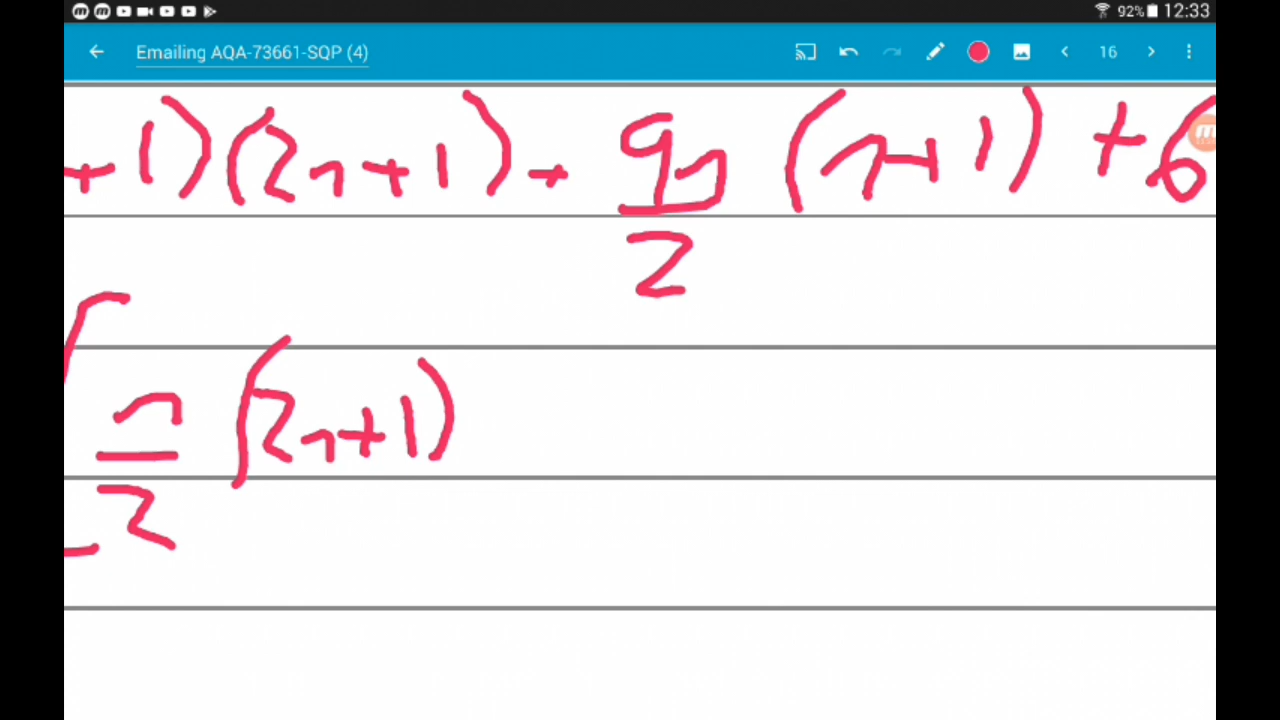 92% 12:33
Emailing AQA-73661-SQP (4) 16
+ 1)(2n+1) + 9n/2 (n+1) + 6
[n/2 (2n+1)